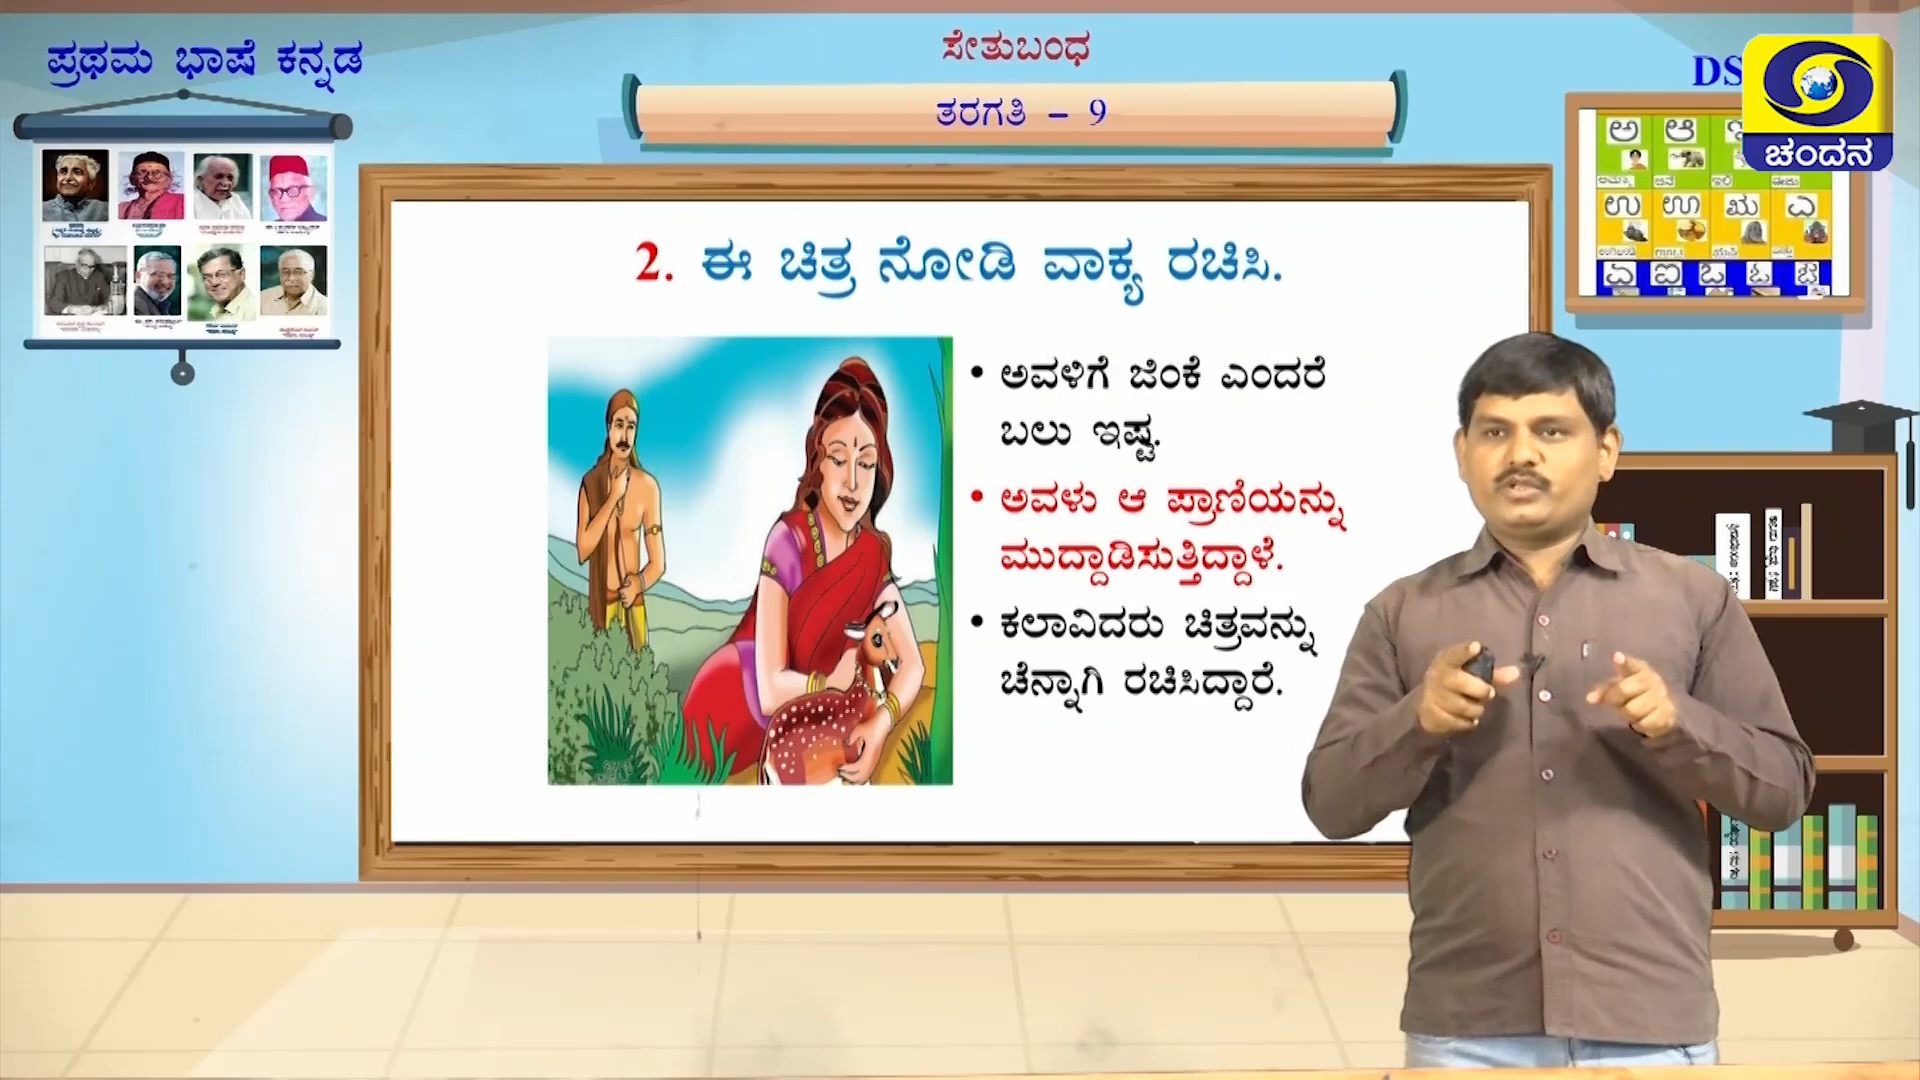 ಪ್ರಥಮ ಭಾಷೆ ಕನ್ನಡ
ಸೇತುಬಂಧ
ತರಗತಿ - 9
DS
ಚಂದನ
ಅ ಆ
ಉ ಊ ಋ ಎ
ಏ ಐ ಒ ಓ ಔ
2. ಈ ಚಿತ್ರ ನೋಡಿ ವಾಕ್ಯ ರಚಿಸಿ.
• ಅವಳಿಗೆ ಜಿಂಕೆ ಎಂದರೆ
ಬಲು ಇಷ್ಟ.
• ಅವಳು ಆ ಪ್ರಾಣಿಯನ್ನು
ಮುದ್ದಾಡಿಸುತ್ತಿದ್ದಾಳೆ.
• ಕಲಾವಿದರು ಚಿತ್ರವನ್ನು
ಚೆನ್ನಾಗಿ ರಚಿಸಿದ್ದಾರೆ.